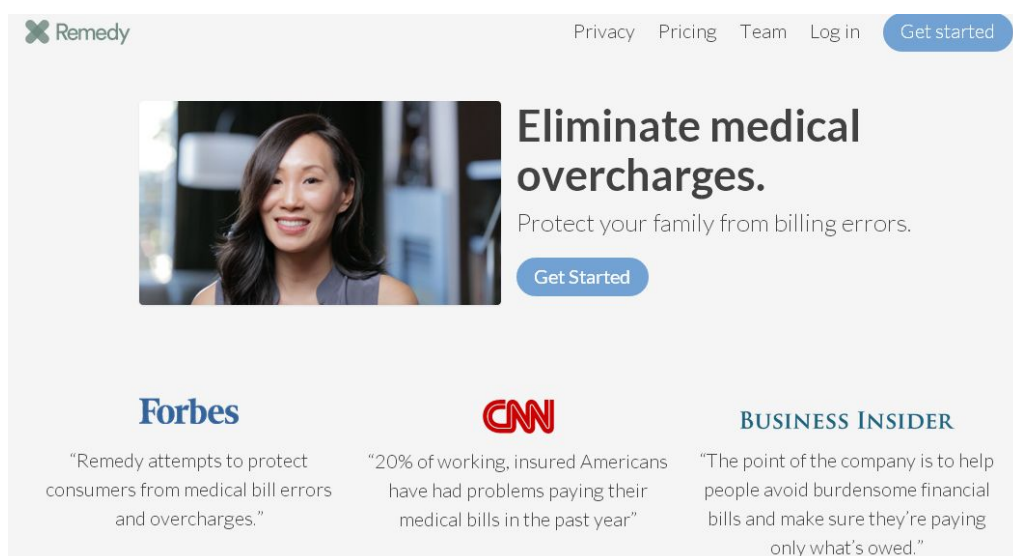 Remedy
Privacy Pricing Team Log in Get started
Eliminate medical
overcharges.
Protect your family from billing errors.
Get Started
Forbes
“Remedy attempts to protect
consumers from medical bill errors
and overcharges.”
CNN
“20% of working, insured Americans
have had problems paying their
medical bills in the past year”
BUSINESS INSIDER
“The point of the company is to help
people avoid burdensome financial
bills and make sure they’re paying
only what’s owed.”